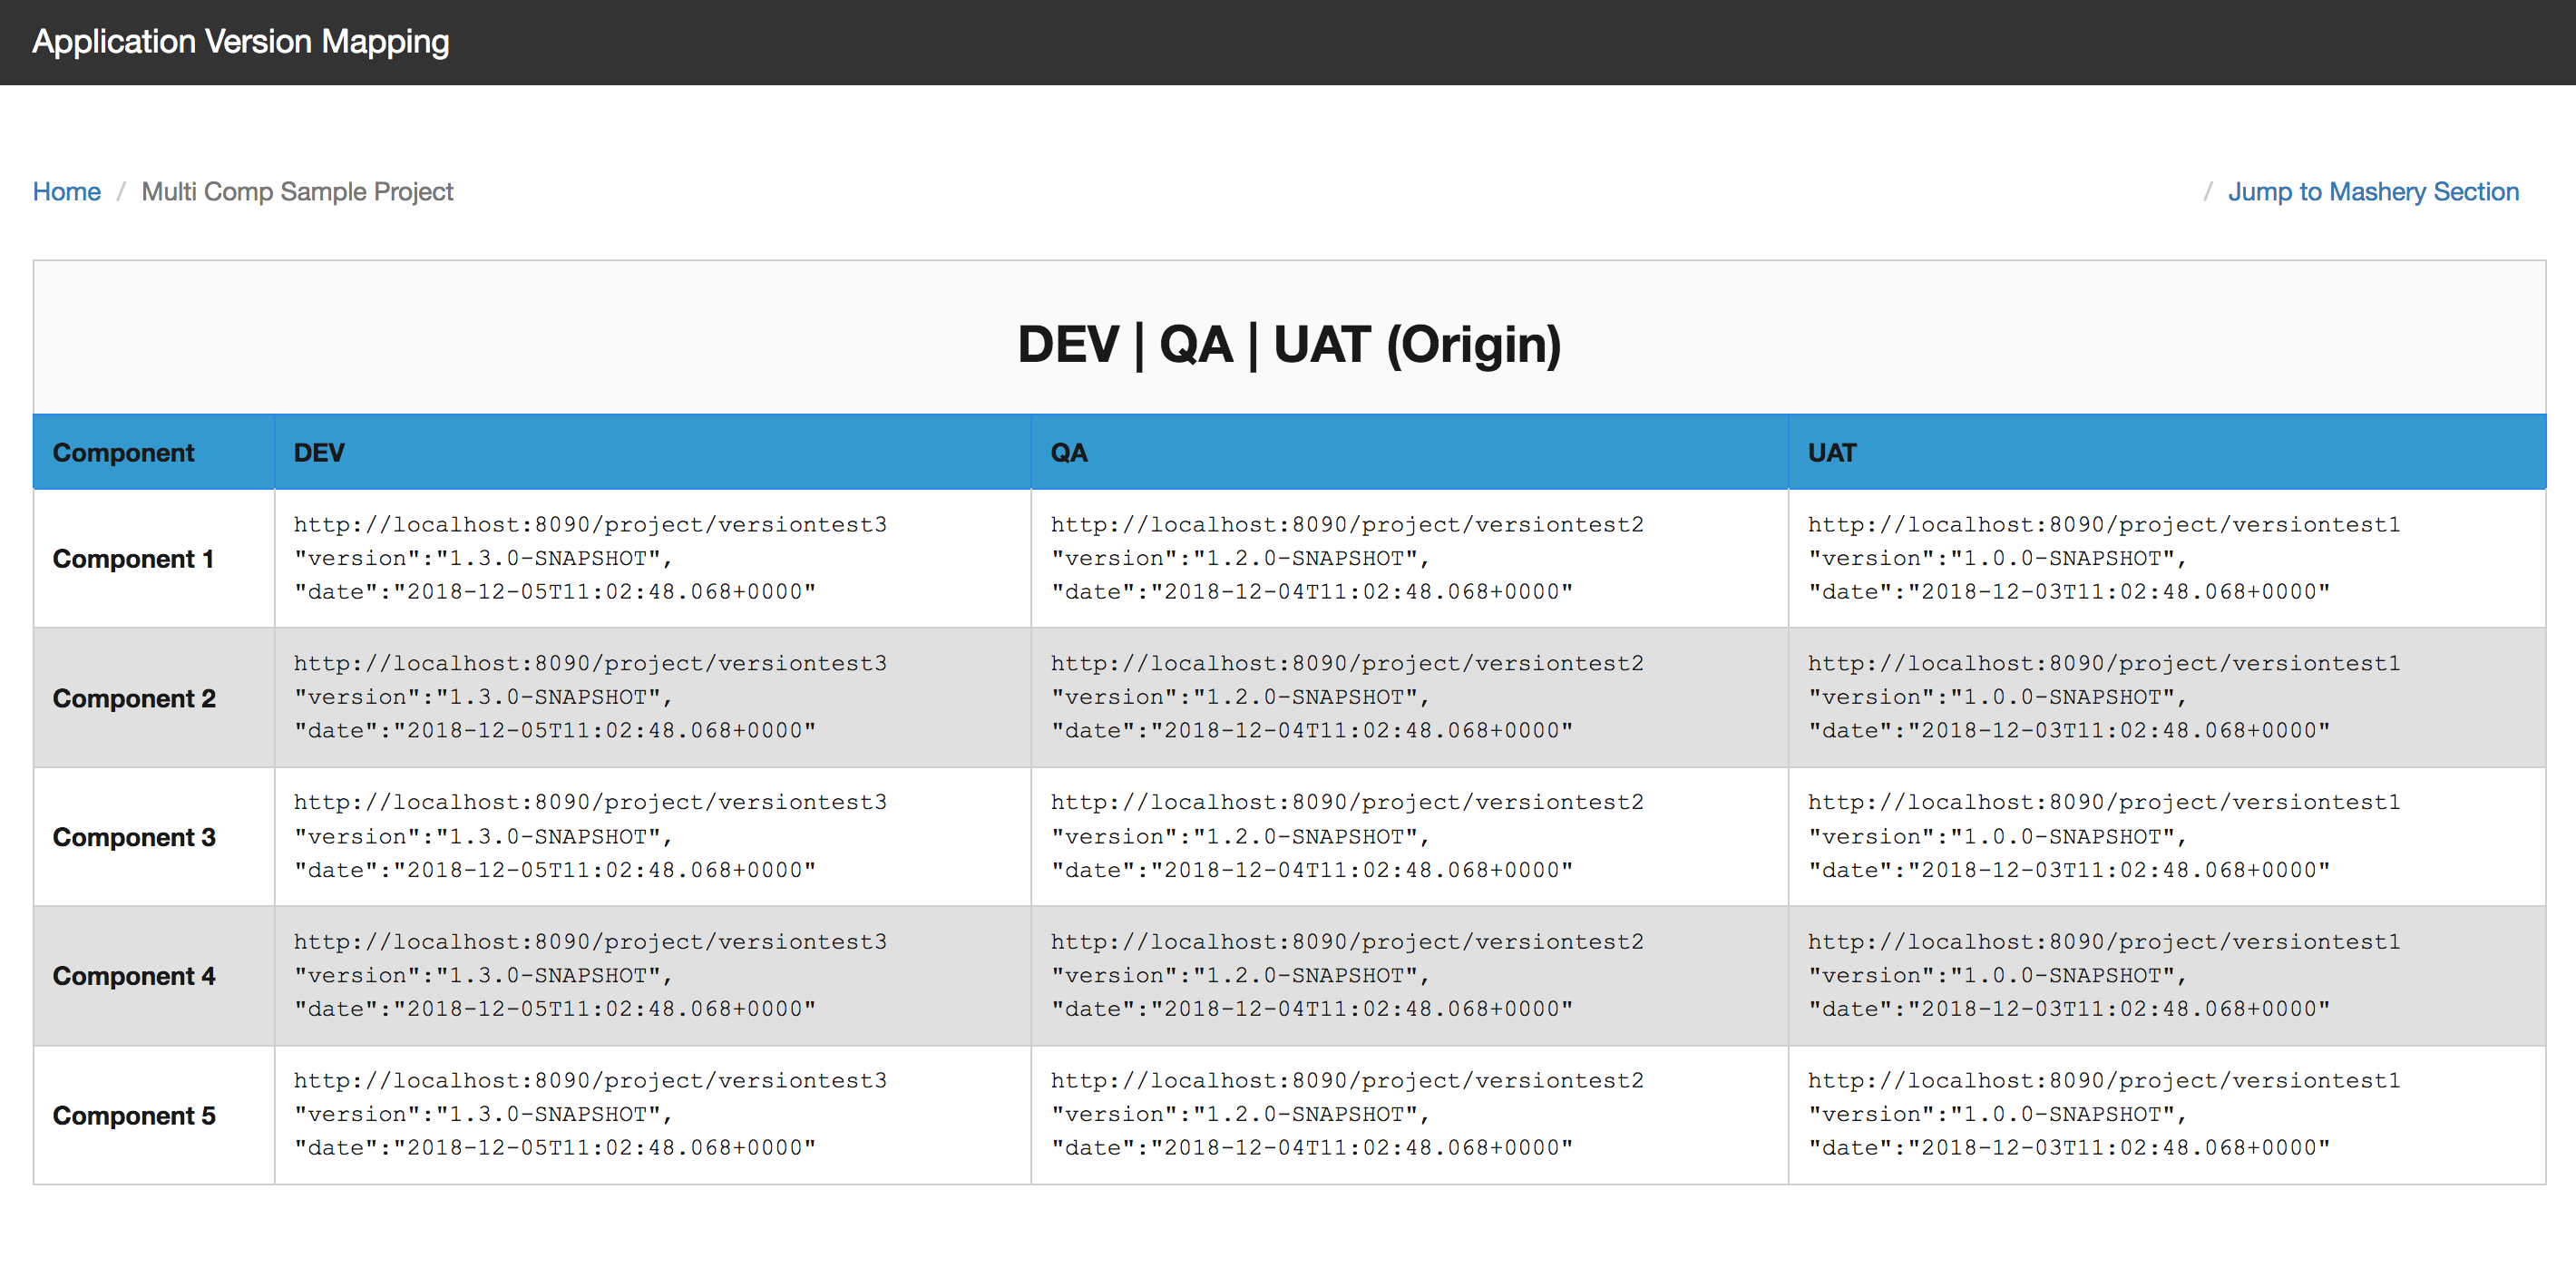 Application Version Mapping
Home / Multi Comp Sample Project / Jump to Mashery Section
DEV | QA | UAT (Origin)
Component DEV QA UAT
Component 1
http://localhost:8090/project/versiontest3
"version":"1.3.0-SNAPSHOT",
"date":"2018-12-05T11:02:48.068+0000"
http://localhost:8090/project/versiontest2
"version":"1.2.0-SNAPSHOT",
"date":"2018-12-04T11:02:48.068+0000"
http://localhost:8090/project/versiontest1
"version":"1.0.0-SNAPSHOT",
"date":"2018-12-03T11:02:48.068+0000"
Component 2
http://localhost:8090/project/versiontest3
"version":"1.3.0-SNAPSHOT",
"date":"2018-12-05T11:02:48.068+0000"
http://localhost:8090/project/versiontest2
"version":"1.2.0-SNAPSHOT",
"date":"2018-12-04T11:02:48.068+0000"
http://localhost:8090/project/versiontest1
"version":"1.0.0-SNAPSHOT",
"date":"2018-12-03T11:02:48.068+0000"
Component 3
http://localhost:8090/project/versiontest3
"version":"1.3.0-SNAPSHOT",
"date":"2018-12-05T11:02:48.068+0000"
http://localhost:8090/project/versiontest2
"version":"1.2.0-SNAPSHOT",
"date":"2018-12-04T11:02:48.068+0000"
http://localhost:8090/project/versiontest1
"version":"1.0.0-SNAPSHOT",
"date":"2018-12-03T11:02:48.068+0000"
Component 4
http://localhost:8090/project/versiontest3
"version":"1.3.0-SNAPSHOT",
"date":"2018-12-05T11:02:48.068+0000"
http://localhost:8090/project/versiontest2
"version":"1.2.0-SNAPSHOT",
"date":"2018-12-04T11:02:48.068+0000"
http://localhost:8090/project/versiontest1
"version":"1.0.0-SNAPSHOT",
"date":"2018-12-03T11:02:48.068+0000"
Component 5
http://localhost:8090/project/versiontest3
"version":"1.3.0-SNAPSHOT",
"date":"2018-12-05T11:02:48.068+0000"
http://localhost:8090/project/versiontest2
"version":"1.2.0-SNAPSHOT",
"date":"2018-12-04T11:02:48.068+0000"
http://localhost:8090/project/versiontest1
"version":"1.0.0-SNAPSHOT",
"date":"2018-12-03T11:02:48.068+0000"